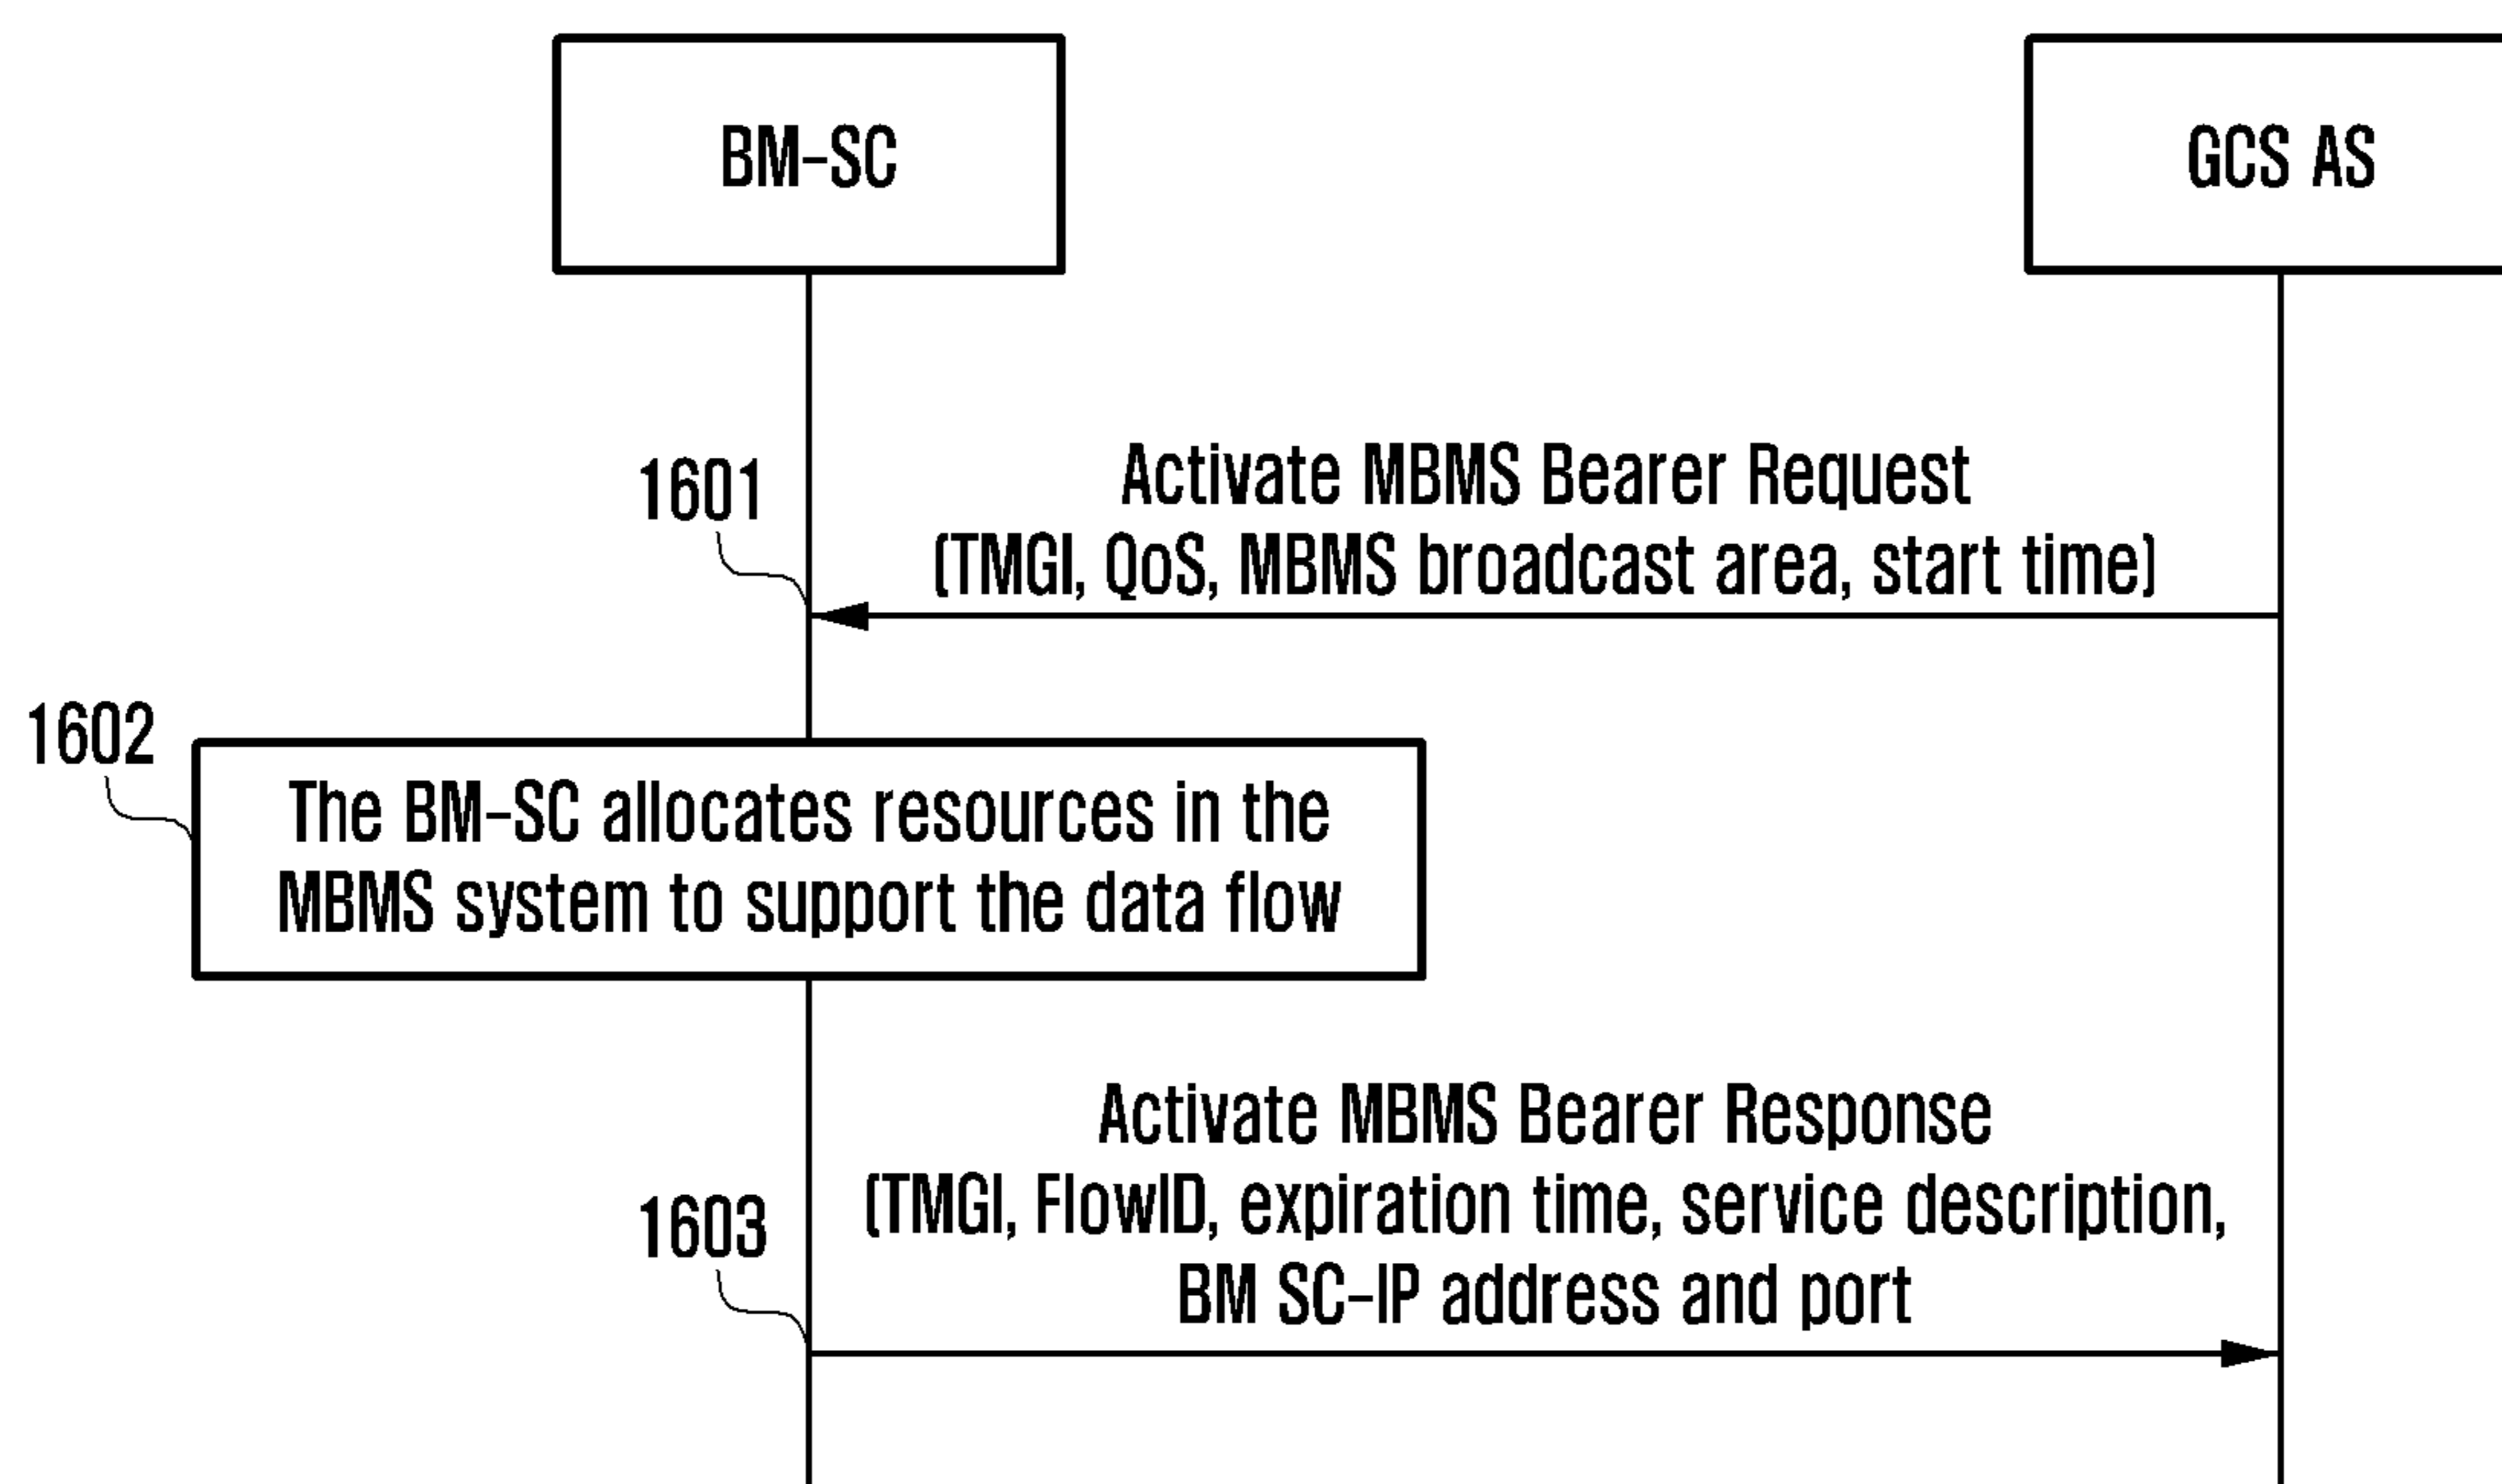 BM-SC
GCS AS
1601
Activate MBMS Bearer Request
(TMGI, QoS, MBMS broadcast area, start time)
1602
The BM-SC allocates resources in the
MBMS system to support the data flow
Activate MBMS Bearer Response
(TMGI, FlowID, expiration time, service description,
1603
BM SC-IP address and port